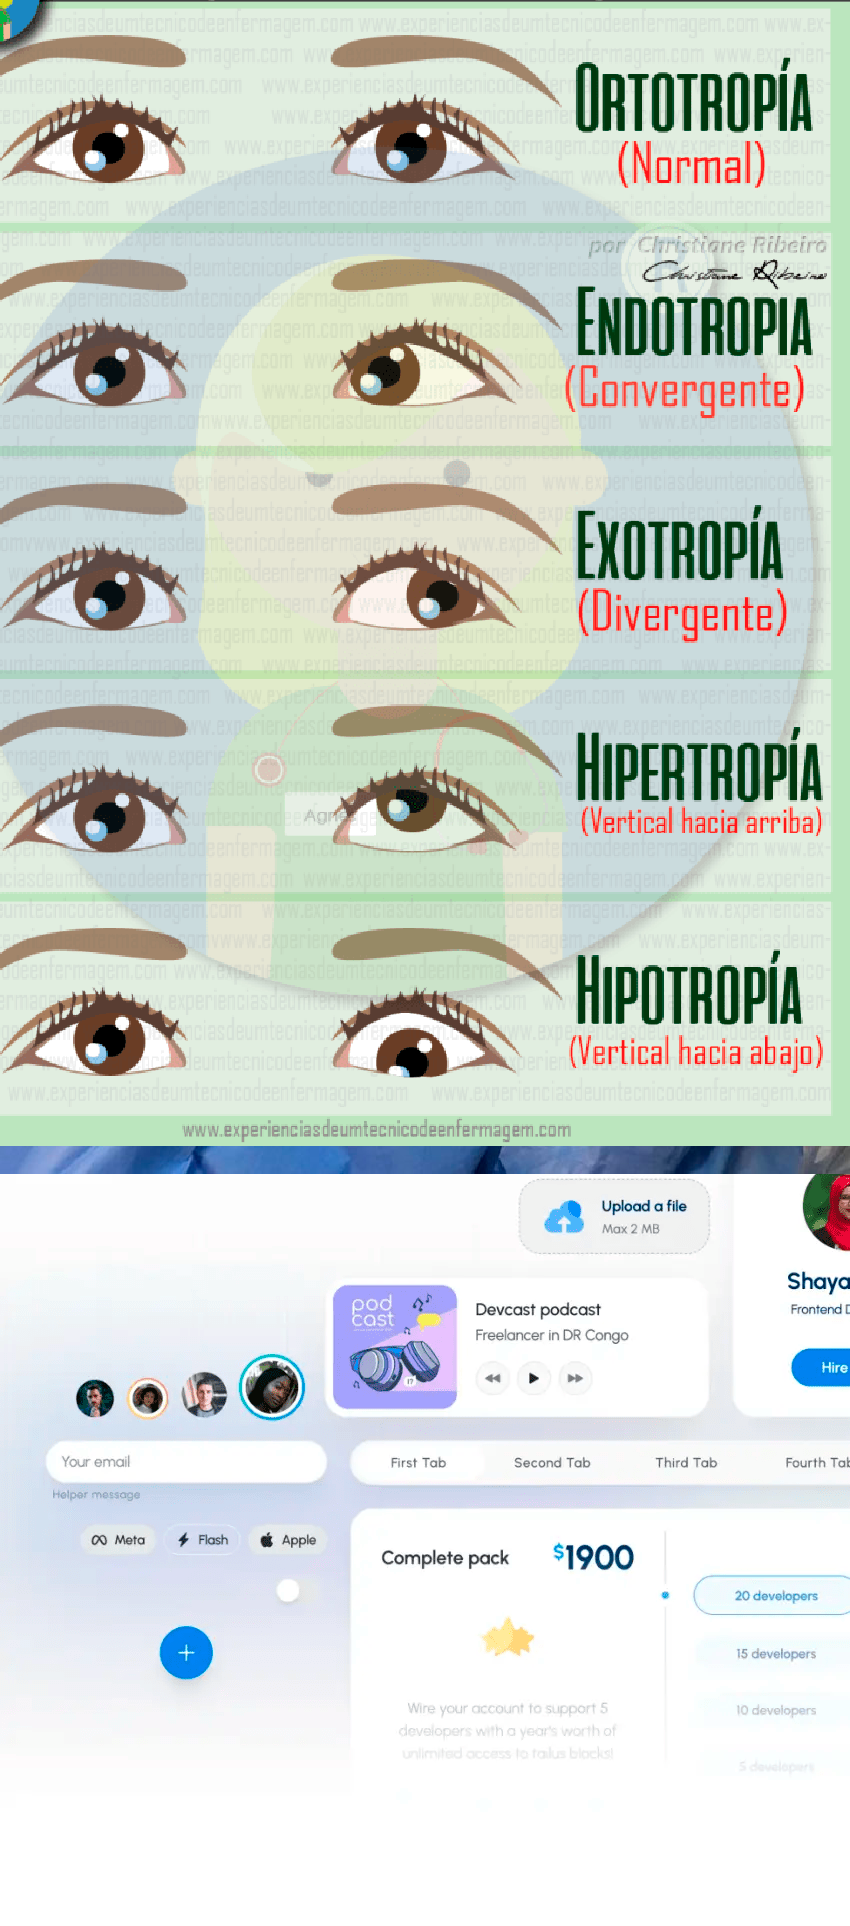 ORTOTROPÍA
(Normal)
por Christiane Ribeiro
Christiane Ribeiro
ENDOTROPIA
(Convergente)
EXOTROPÍA
(Divergente)
HIPERTROPÍA
(Vertical hacia arriba)
HIPOTROPÍA
(Vertical hacia abajo)
www.experienciasdeumtecnicodeenfermagem.com
Upload a file
Max 2 MB
Shaya
Frontend D
Hire
pod
cast
17
Devcast podcast
Freelancer in DR Congo
Your email
Helper message
Meta
Flash
Apple
First Tab
Second Tab
Third Tab
Fourth Tab
Complete pack
$1900
Wire your account to support 5
developers with a year's worth of
unlimited access to tailus blocks!
20 developers
15 developers
10 developers
5 developers